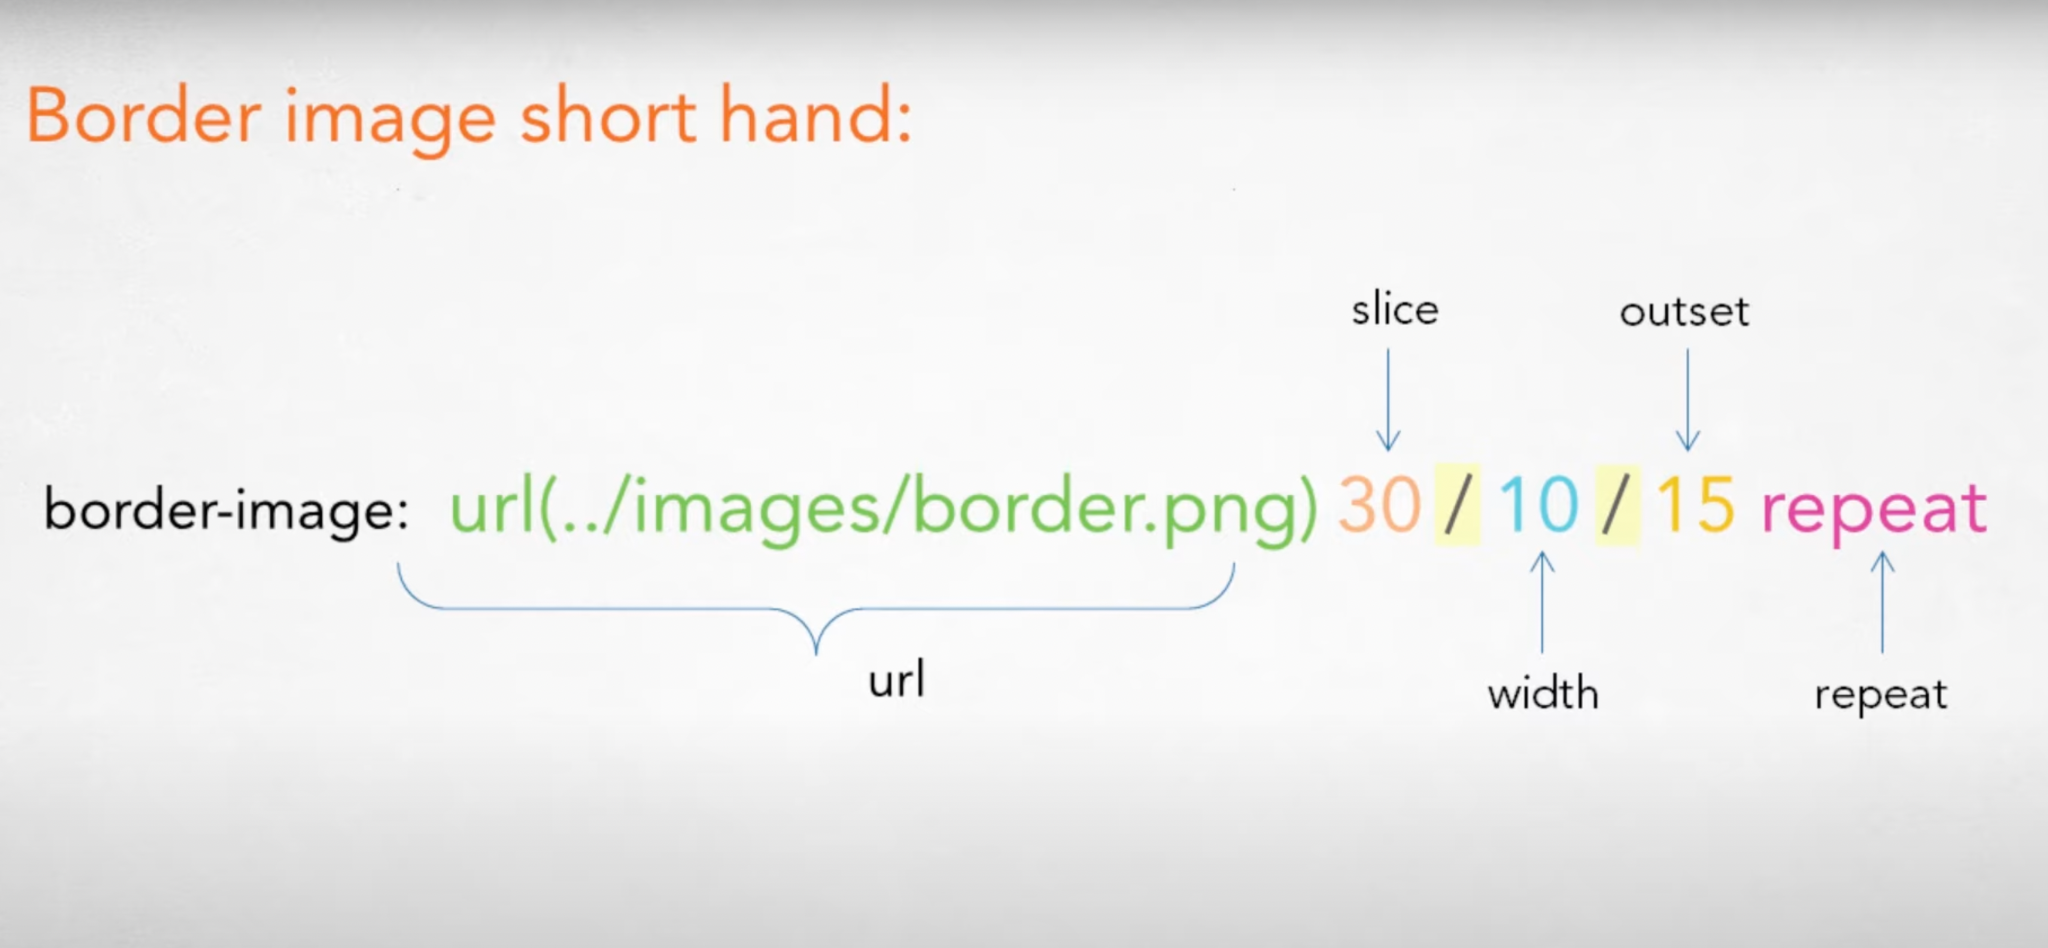 Border image short hand:
slice outset
border-image: url(../images/border.png) 30 / 10 / 15 repeat
url
width repeat